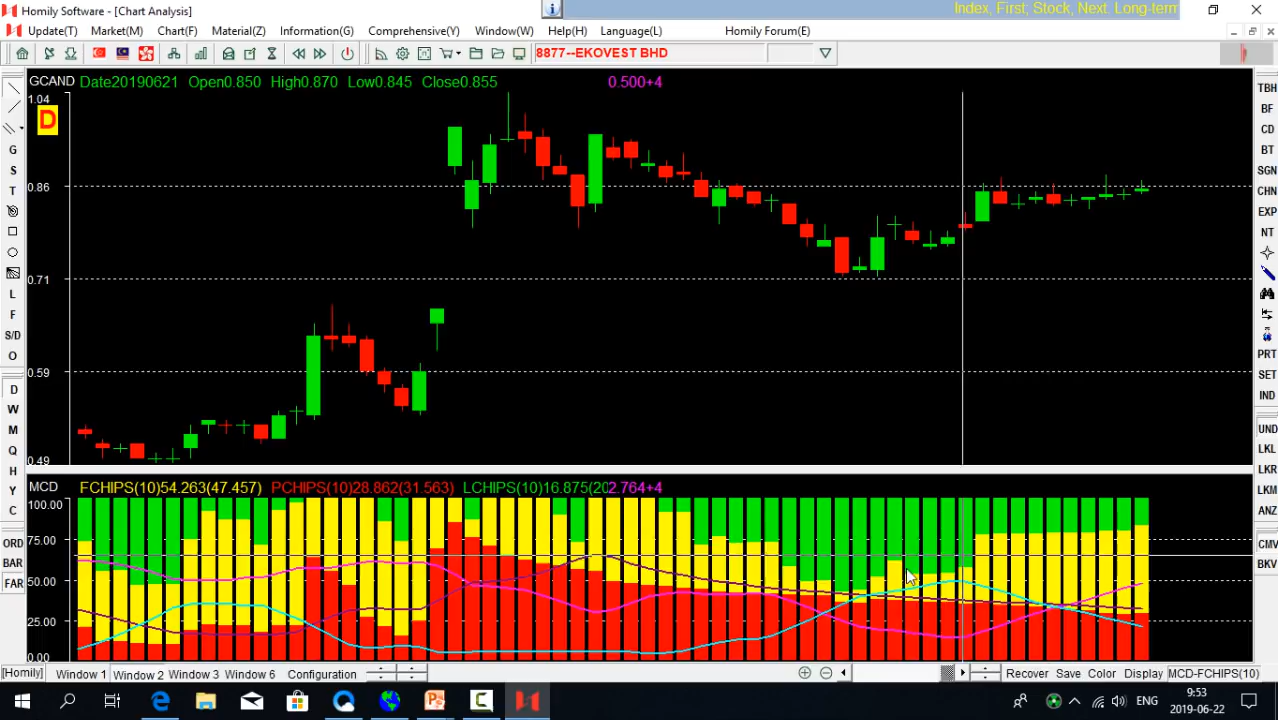 Homily Software - [Chart Analysis]
Index, First; Stock, Next. Long-term
Update(T) Market(M) Chart(F) Material(Z) Information(G) Comprehensive(Y) Window(W) Help(H) Language(L) Homily Forum(E)
8877--EKOVEST BHD
GCAND Date20190621 Open0.850 High0.870 Low0.845 Close0.855 0.500+4
1.04
D
0.86
0.71
0.59
0.49
MCD FCHIPS(10)54.263(47.457) PCHIPS(10)28.862(31.563) LCHIPS(10)16.875(20 2.764+4
100.00
75.00
50.00
25.00
0.00
G
S
T
L
F
S/D
O
D
W
M
Q
H
Y
C
ORD
BAR
FAR
TBH
BF
CD
BT
SGN
CHN
EXP
NT
PRT
SET
IND
UND
LKL
LKR
LKM
ANZ
CMV
BKV
[Homily] Window 1 Window 2 Window 3 Window 6 Configuration Recover Save Color Display MCD-FCHIPS(10)
ENG
9:53
2019-06-22